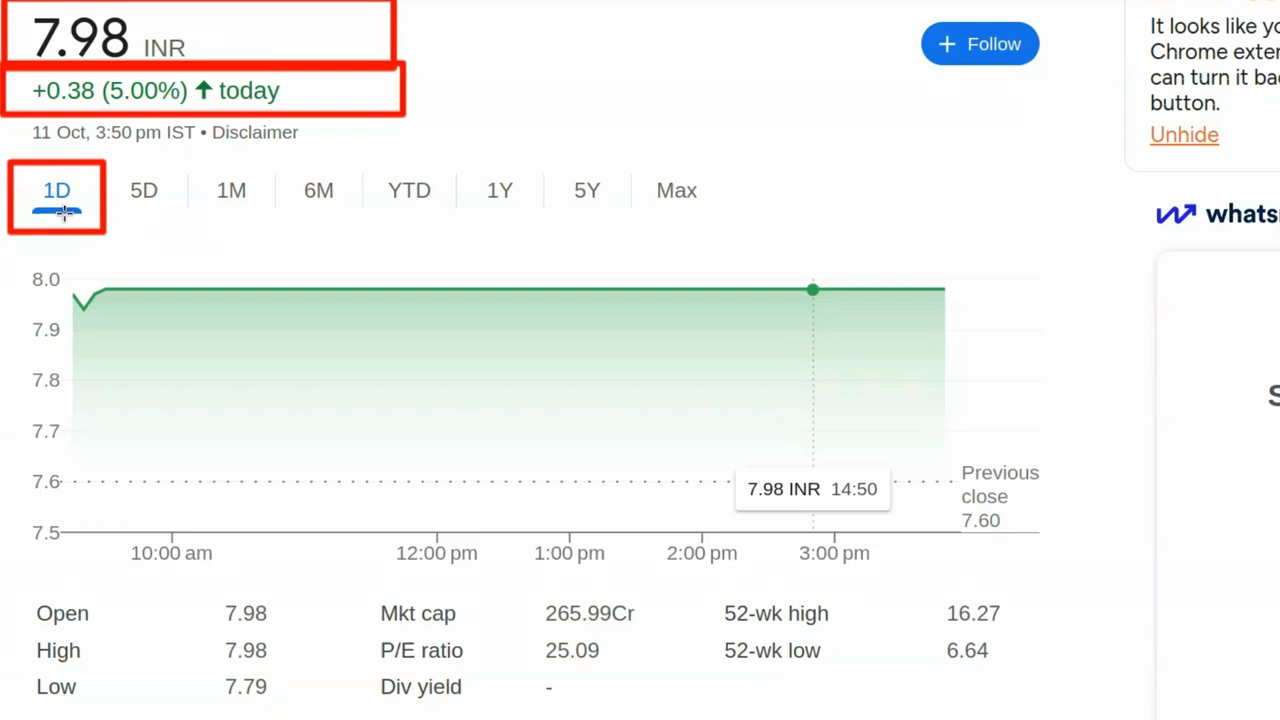 7.98 INR
+0.38 (5.00%) ↑ today
11 Oct, 3:50 pm IST • Disclaimer
+ Follow
1D 5D 1M 6M YTD 1Y 5Y Max
8.0
7.9
7.8
7.7
7.6
7.5
7.98 INR 14:50
Previous
close
7.60
10:00 am 12:00 pm 1:00 pm 2:00 pm 3:00 pm
Open 7.98 Mkt cap 265.99Cr 52-wk high 16.27
High 7.98 P/E ratio 25.09 52-wk low 6.64
Low 7.79 Div yield -
It looks like
Chrome
can turn it
button.
Unhide